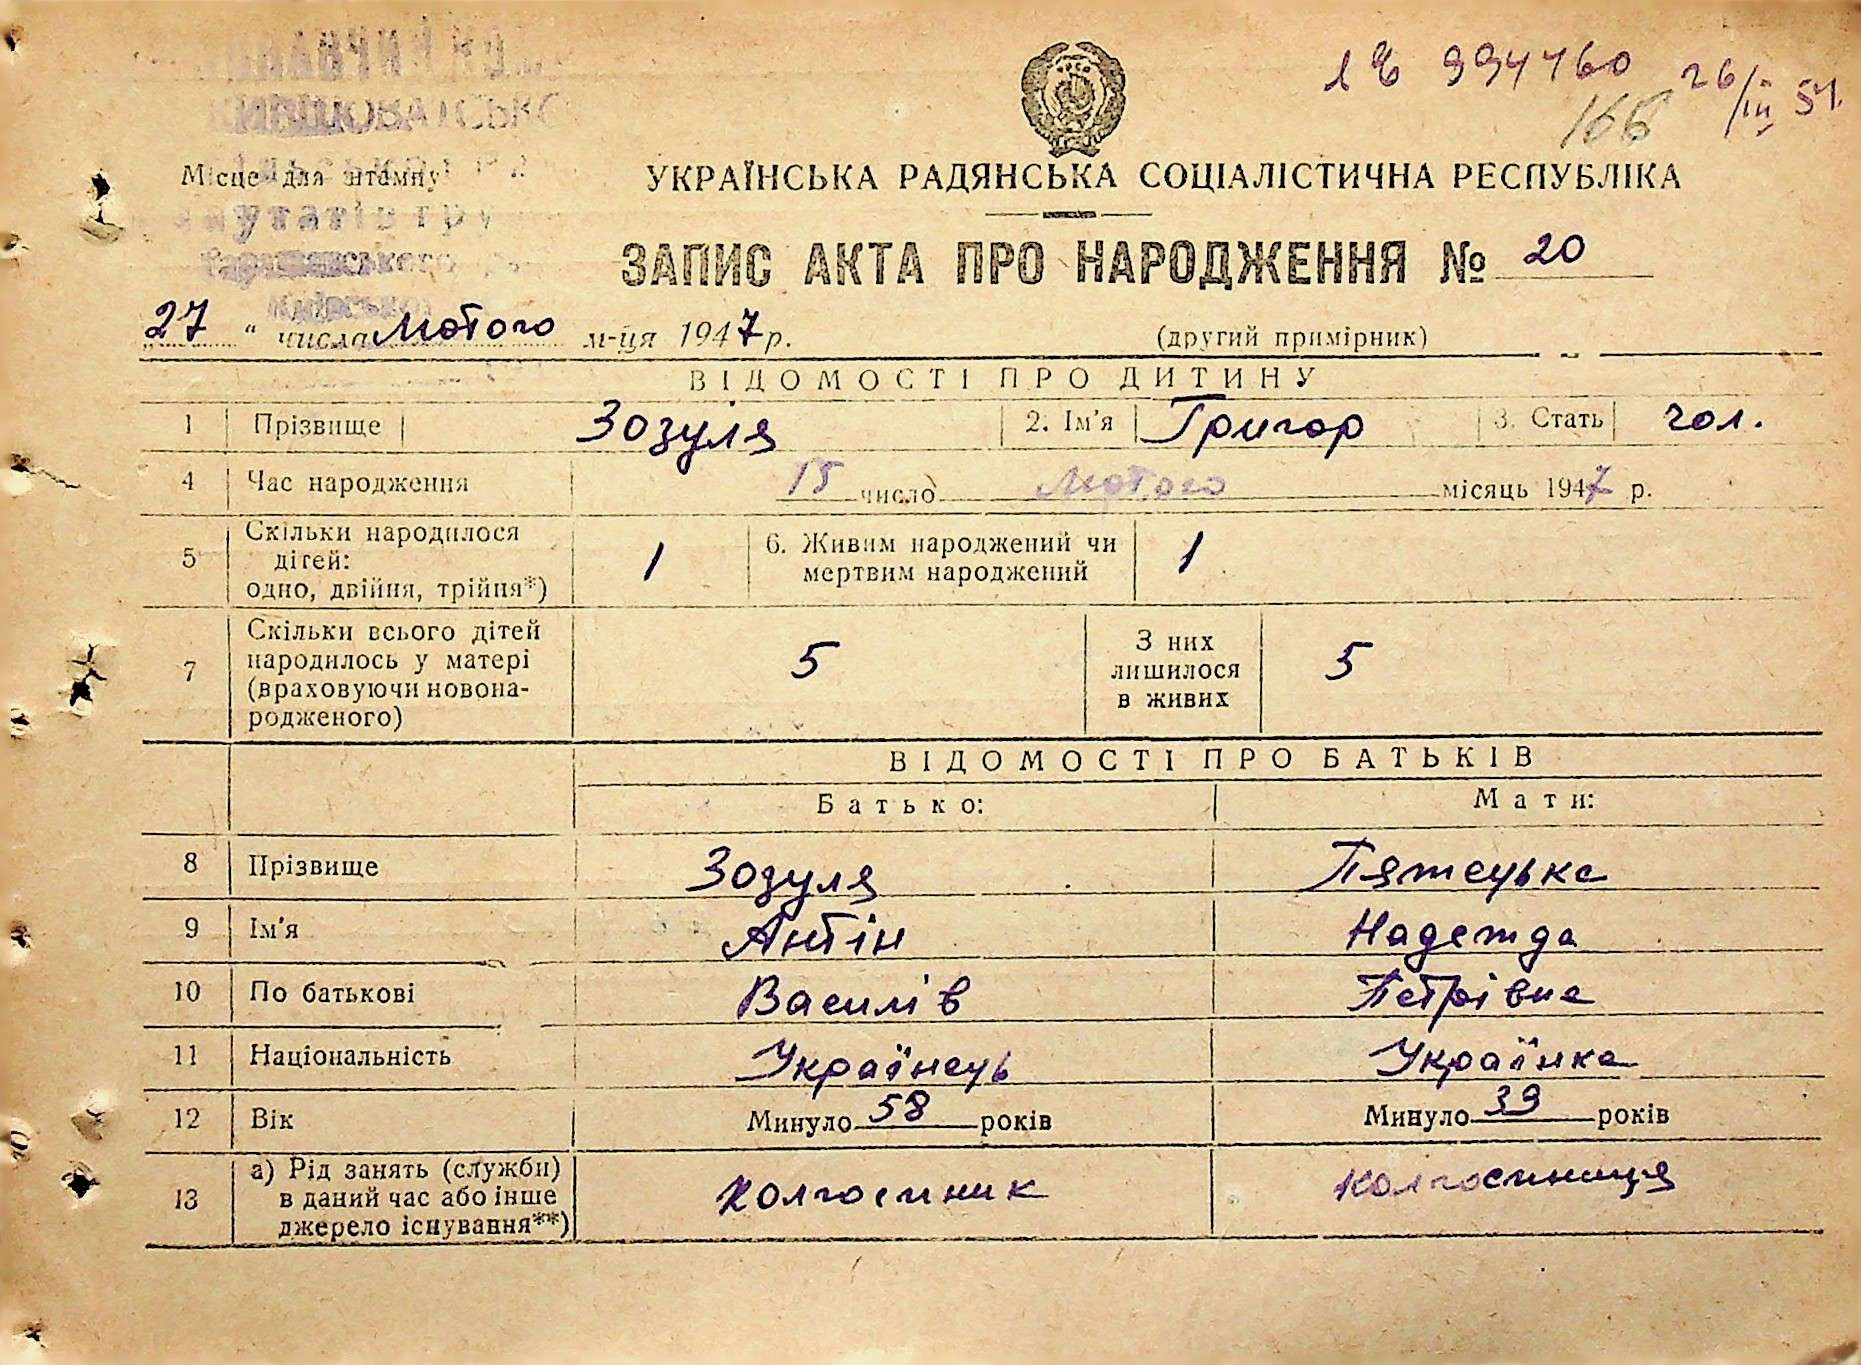 994760 26/III 54.
166
Місце для штампу
УКРАЇНСЬКА РАДЯНСЬКА СОЦІАЛІСТИЧНА РЕСПУБЛІКА
ЗАПИС АКТА ПРО НАРОДЖЕННЯ № 20
27 " числа Лютого м-ця 1947 р. (другий примірник)
ВІДОМОСТІ ПРО ДИТИНУ
1 Прізвище Зозуля 2. Ім'я Григор 3. Стать чол.
4 Час народження 15 число Лютого місяць 1947 р.
5 Скільки народилося дітей: одно, двійня, трійня*) 1 6. Живим народжений чи мертвим народжений 1
7 Скільки всього дітей народилось у матері (враховуючи новонародженого) 5 З них лишилося в живих 5
ВІДОМОСТІ ПРО БАТЬКІВ
Батько: Мати:
8 Прізвище Зозуля Пятецька
9 Ім'я Антін Надежда
10 По батькові Василів Петрівна
11 Національність Українець Українка
12 Вік Минуло 58 років Минуло 39 років
13 а) Рід занять (служби) в даний час або інше джерело існування**) колгоспник колгоспниця